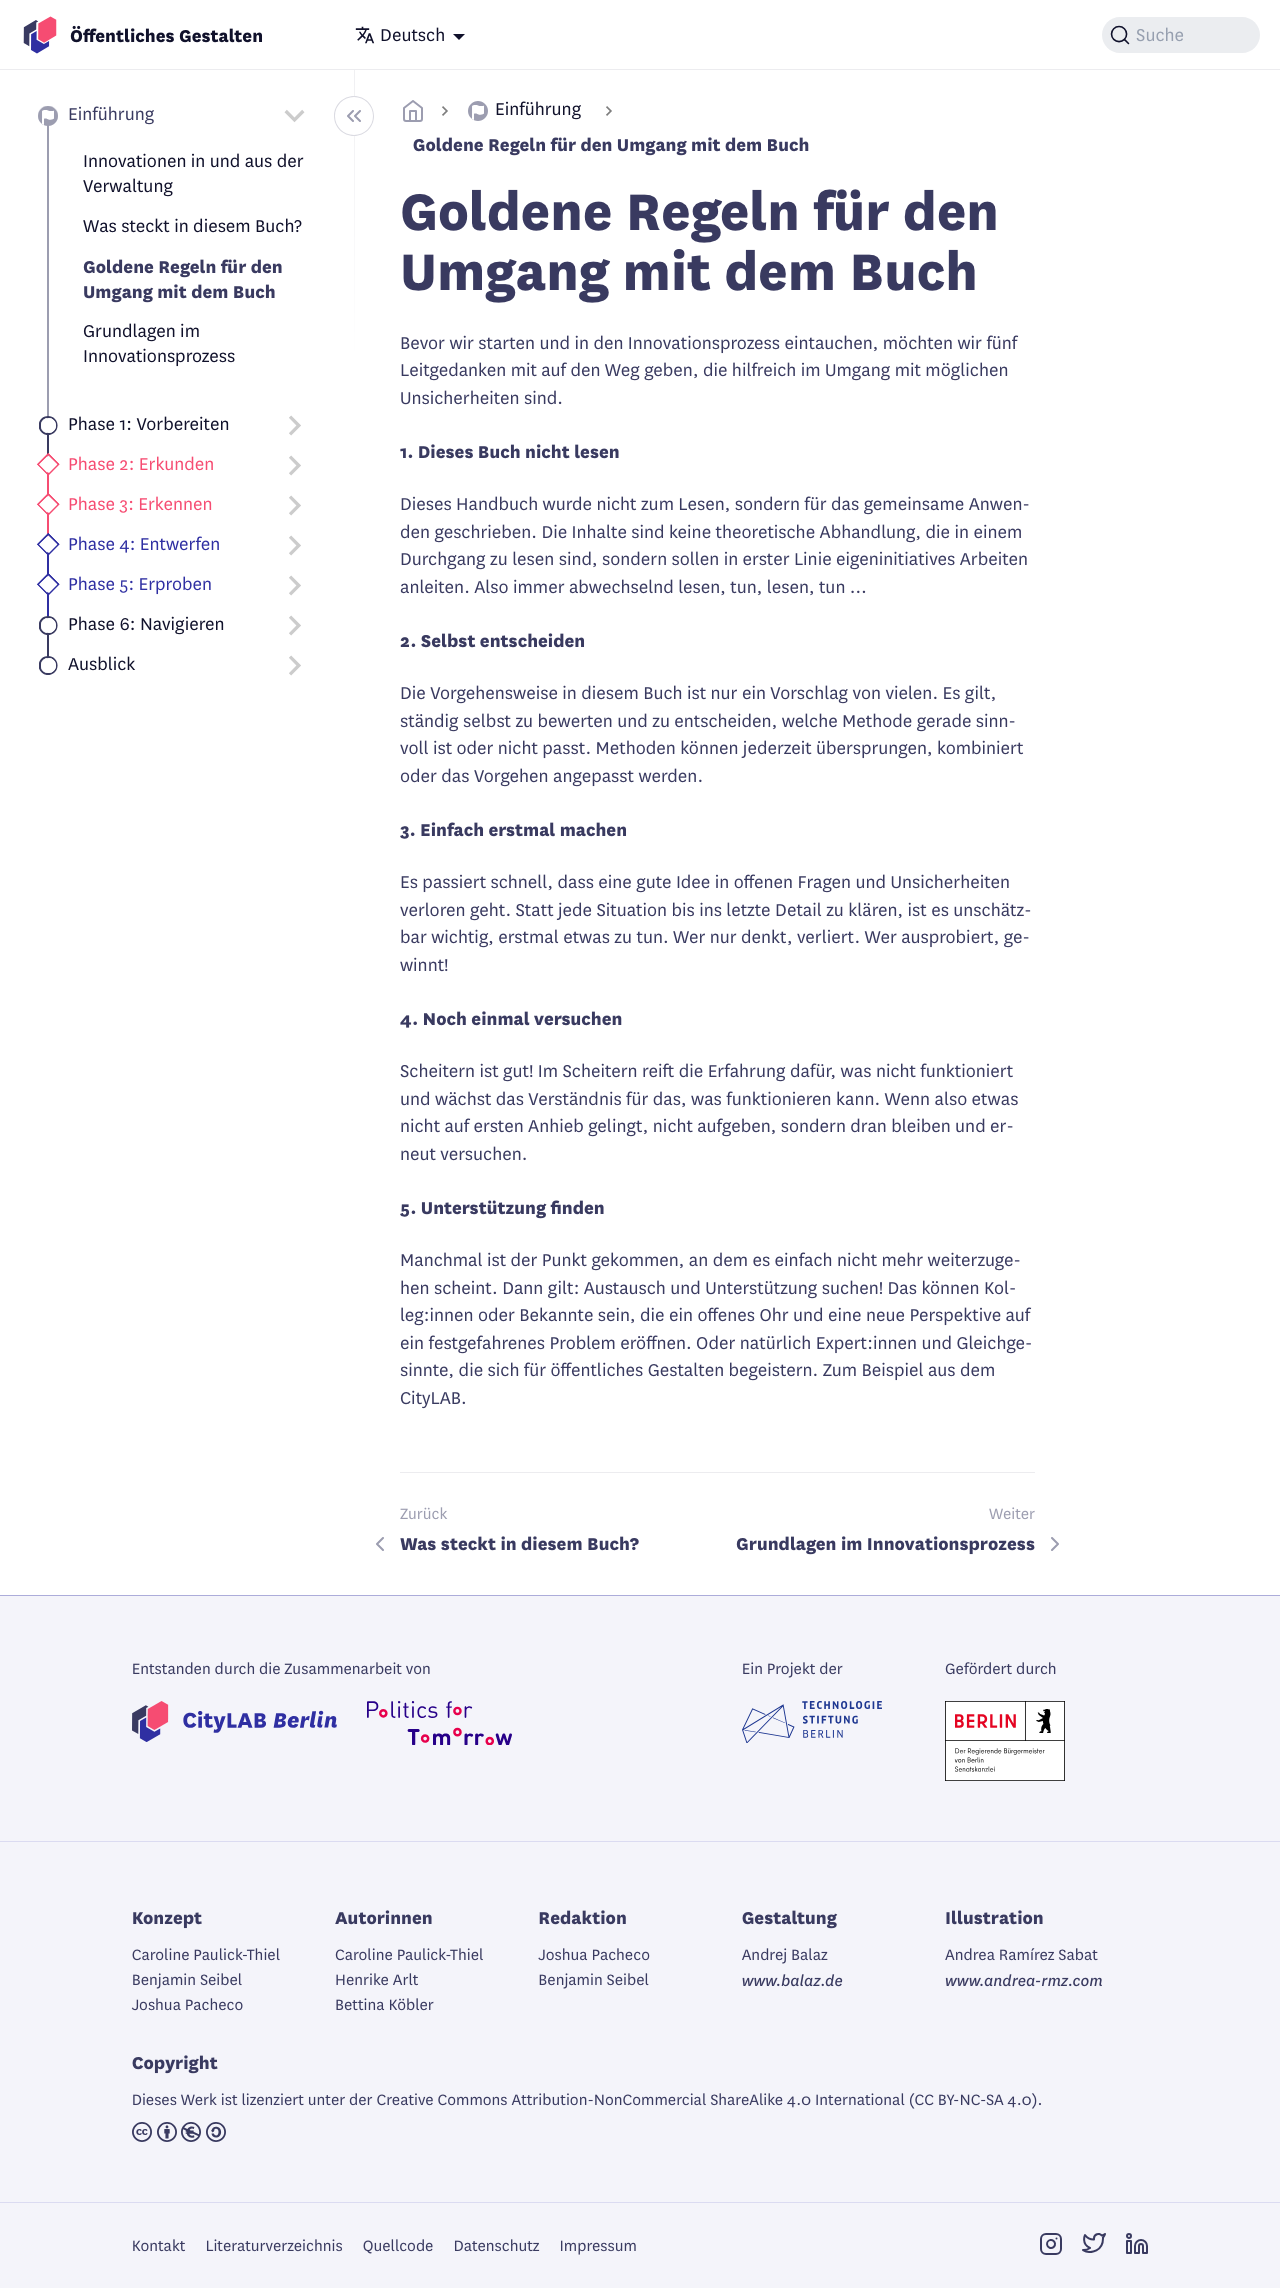 Öffentliches Gestalten
Deutsch
Suche
Einführung
Innovationen in und aus der
Verwaltung
Was steckt in diesem Buch?
Goldene Regeln für den
Umgang mit dem Buch
Grundlagen im
Innovationsprozess
Phase 1: Vorbereiten
Phase 2: Erkunden
Phase 3: Erkennen
Phase 4: Entwerfen
Phase 5: Erproben
Phase 6: Navigieren
Ausblick
Einführung
Goldene Regeln für den Umgang mit dem Buch
Goldene Regeln für den
Umgang mit dem Buch
Bevor wir starten und in den Innovationsprozess eintauchen, möchten wir fünf
Leitgedanken mit auf den Weg geben, die hilfreich im Umgang mit möglichen
Unsicherheiten sind.
1. Dieses Buch nicht lesen
Dieses Handbuch wurde nicht zum Lesen, sondern für das gemeinsame Anwen-
den geschrieben. Die Inhalte sind keine theoretische Abhandlung, die in einem
Durchgang zu lesen sind, sondern sollen in erster Linie eigeninitiatives Arbeiten
anleiten. Also immer abwechselnd lesen, tun, lesen, tun …
2. Selbst entscheiden
Die Vorgehensweise in diesem Buch ist nur ein Vorschlag von vielen. Es gilt,
ständig selbst zu bewerten und zu entscheiden, welche Methode gerade sinn-
voll ist oder nicht passt. Methoden können jederzeit übersprungen, kombiniert
oder das Vorgehen angepasst werden.
3. Einfach erstmal machen
Es passiert schnell, dass eine gute Idee in offenen Fragen und Unsicherheiten
verloren geht. Statt jede Situation bis ins letzte Detail zu klären, ist es unschätz-
bar wichtig, erstmal etwas zu tun. Wer nur denkt, verliert. Wer ausprobiert, ge-
winnt!
4. Noch einmal versuchen
Scheitern ist gut! Im Scheitern reift die Erfahrung dafür, was nicht funktioniert
und wächst das Verständnis für das, was funktionieren kann. Wenn also etwas
nicht auf ersten Anhieb gelingt, nicht aufgeben, sondern dran bleiben und er-
neut versuchen.
5. Unterstützung finden
Manchmal ist der Punkt gekommen, an dem es einfach nicht mehr weiterzuge-
hen scheint. Dann gilt: Austausch und Unterstützung suchen! Das können Kol-
leg:innen oder Bekannte sein, die ein offenes Ohr und eine neue Perspektive auf
ein festgefahrenes Problem eröffnen. Oder natürlich Expert:innen und Gleichge-
sinnte, die sich für öffentliches Gestalten begeistern. Zum Beispiel aus dem
CityLAB.
Zurück
Was steckt in diesem Buch?
Weiter
Grundlagen im Innovationsprozess
Entstanden durch die Zusammenarbeit von
CityLAB Berlin
Politics for
Tomorrow
Ein Projekt der
TECHNOLOGIE
STIFTUNG
BERLIN
Gefördert durch
BERLIN
Der Regierende Bürgermeister
von Berlin
Senatskanzlei
Konzept
Caroline Paulick-Thiel
Benjamin Seibel
Joshua Pacheco
Autorinnen
Caroline Paulick-Thiel
Henrike Arlt
Bettina Köbler
Redaktion
Joshua Pacheco
Benjamin Seibel
Gestaltung
Andrej Balaz
www.balaz.de
Illustration
Andrea Ramírez Sabat
www.andrea-rmz.com
Copyright
Dieses Werk ist lizenziert unter der Creative Commons Attribution-NonCommercial ShareAlike 4.0 International (CC BY-NC-SA 4.0).
Kontakt Literaturverzeichnis Quellcode Datenschutz Impressum